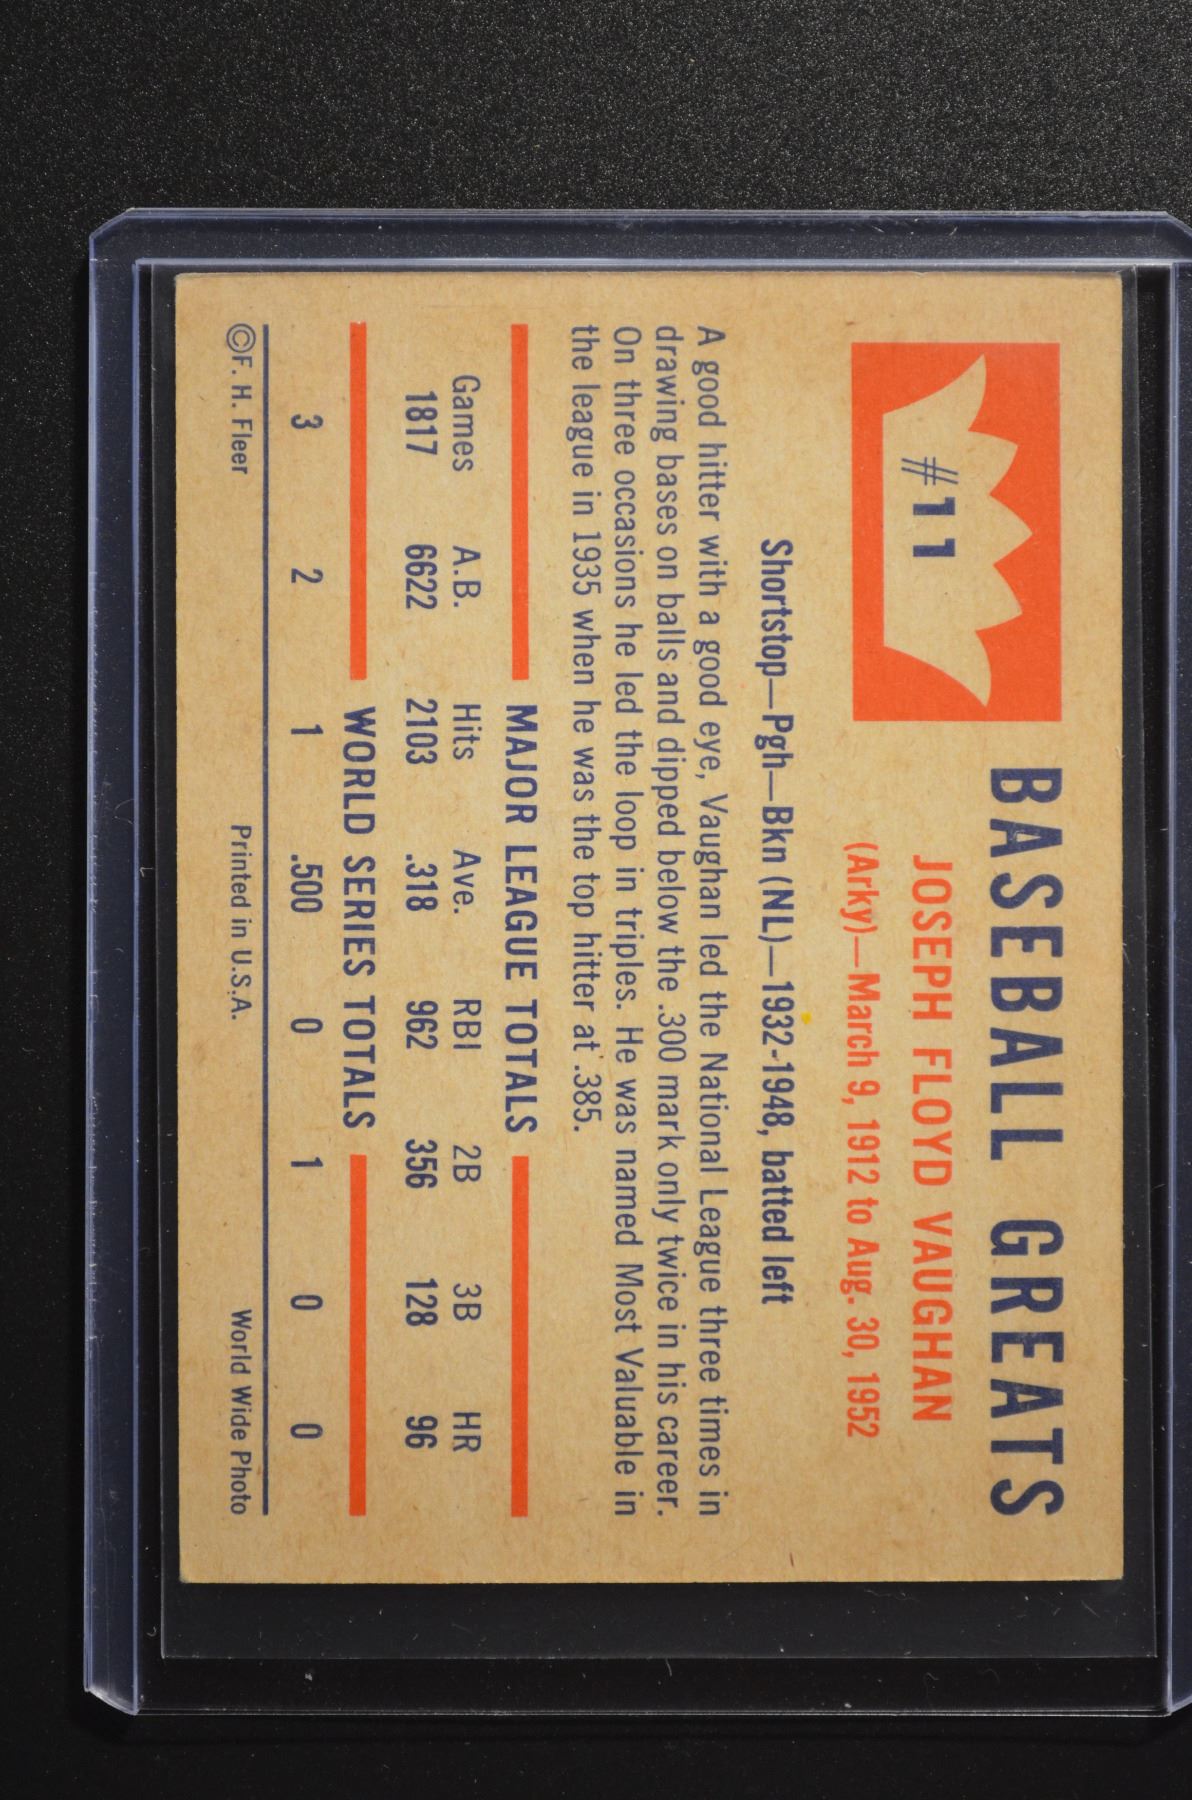 #11
BASEBALL GREATS
JOSEPH FLOYD VAUGHAN
(Arky)—March 9, 1912 to Aug. 30, 1952
Shortstop—Pgh—Bkn (NL)—1932-1948, batted left
A good hitter with a good eye, Vaughan led the National League three times in
drawing bases on balls and dipped below the .300 mark only twice in his career.
On three occasions he led the loop in triples. He was named Most Valuable in
the league in 1935 when he was the top hitter at .385.
MAJOR LEAGUE TOTALS
Games A.B. Hits Ave. RBI 2B 3B HR
1817 6622 2103 .318 962 356 128 96
WORLD SERIES TOTALS
3 2 1 .500 0 1 0 0
©F. H. Fleer Printed in U.S.A. World Wide Photo